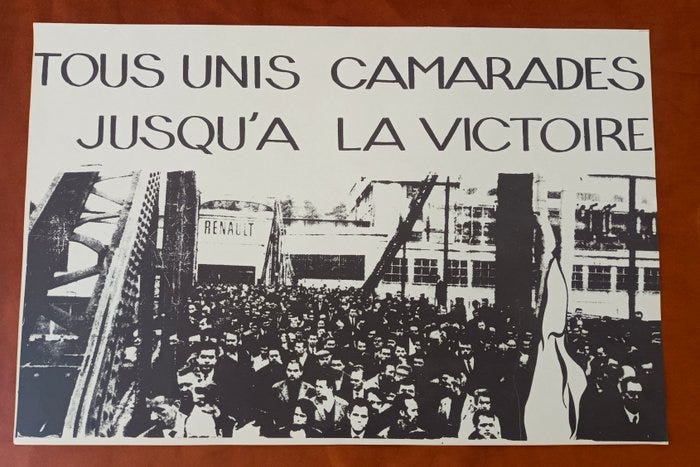 TOUS UNIS CAMARADES
JUSQU'A LA VICTOIRE
RENAULT